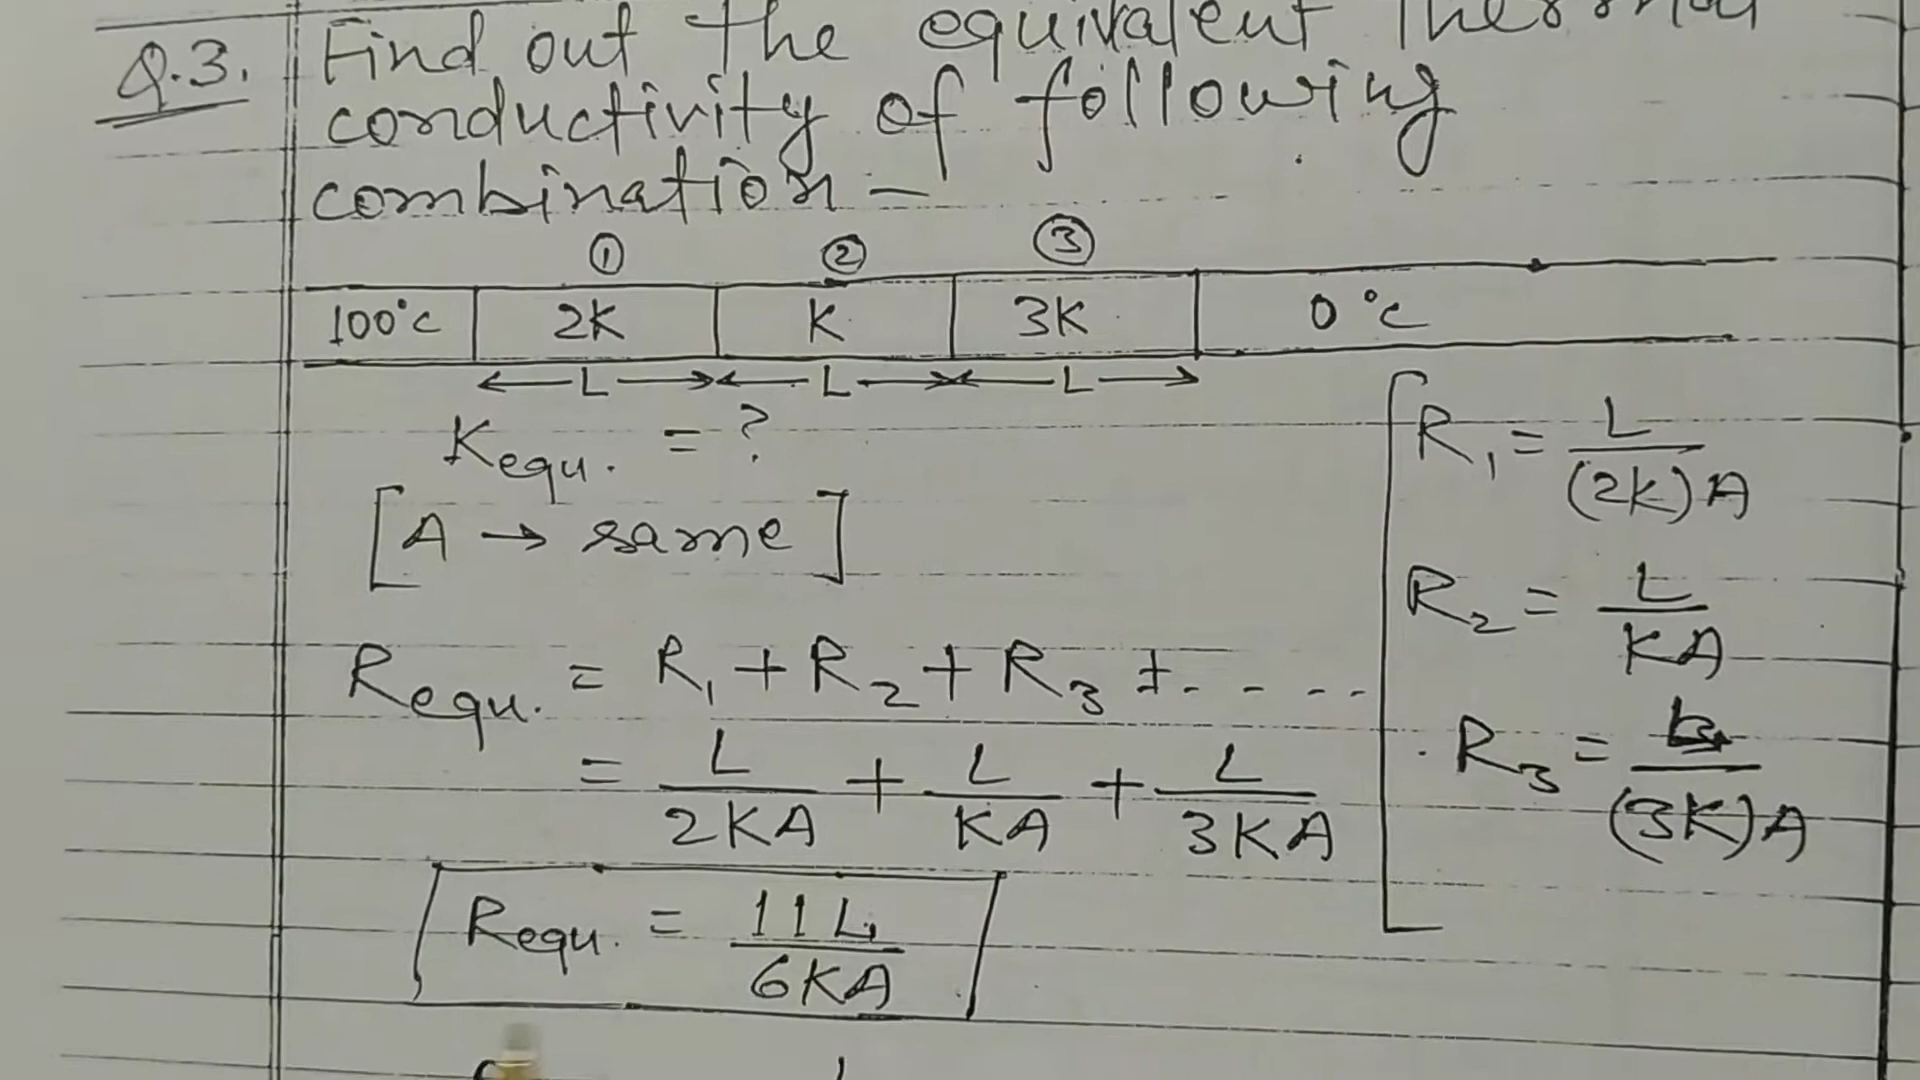 Q.3. Find out the equivalent Thermal
conductivity of following
combination -
① ② ③
100°C 2K K 3K 0°C
L L L
Kequ. = ?
[A → same]
R₁ = L/(2K)A
R₂ = L/KA
Requ. = R₁ + R₂ + R₃ + - - - -
R₃ = L/(3K)A
= L/2KA + L/KA + L/3KA
Requ. = 11L/6KA